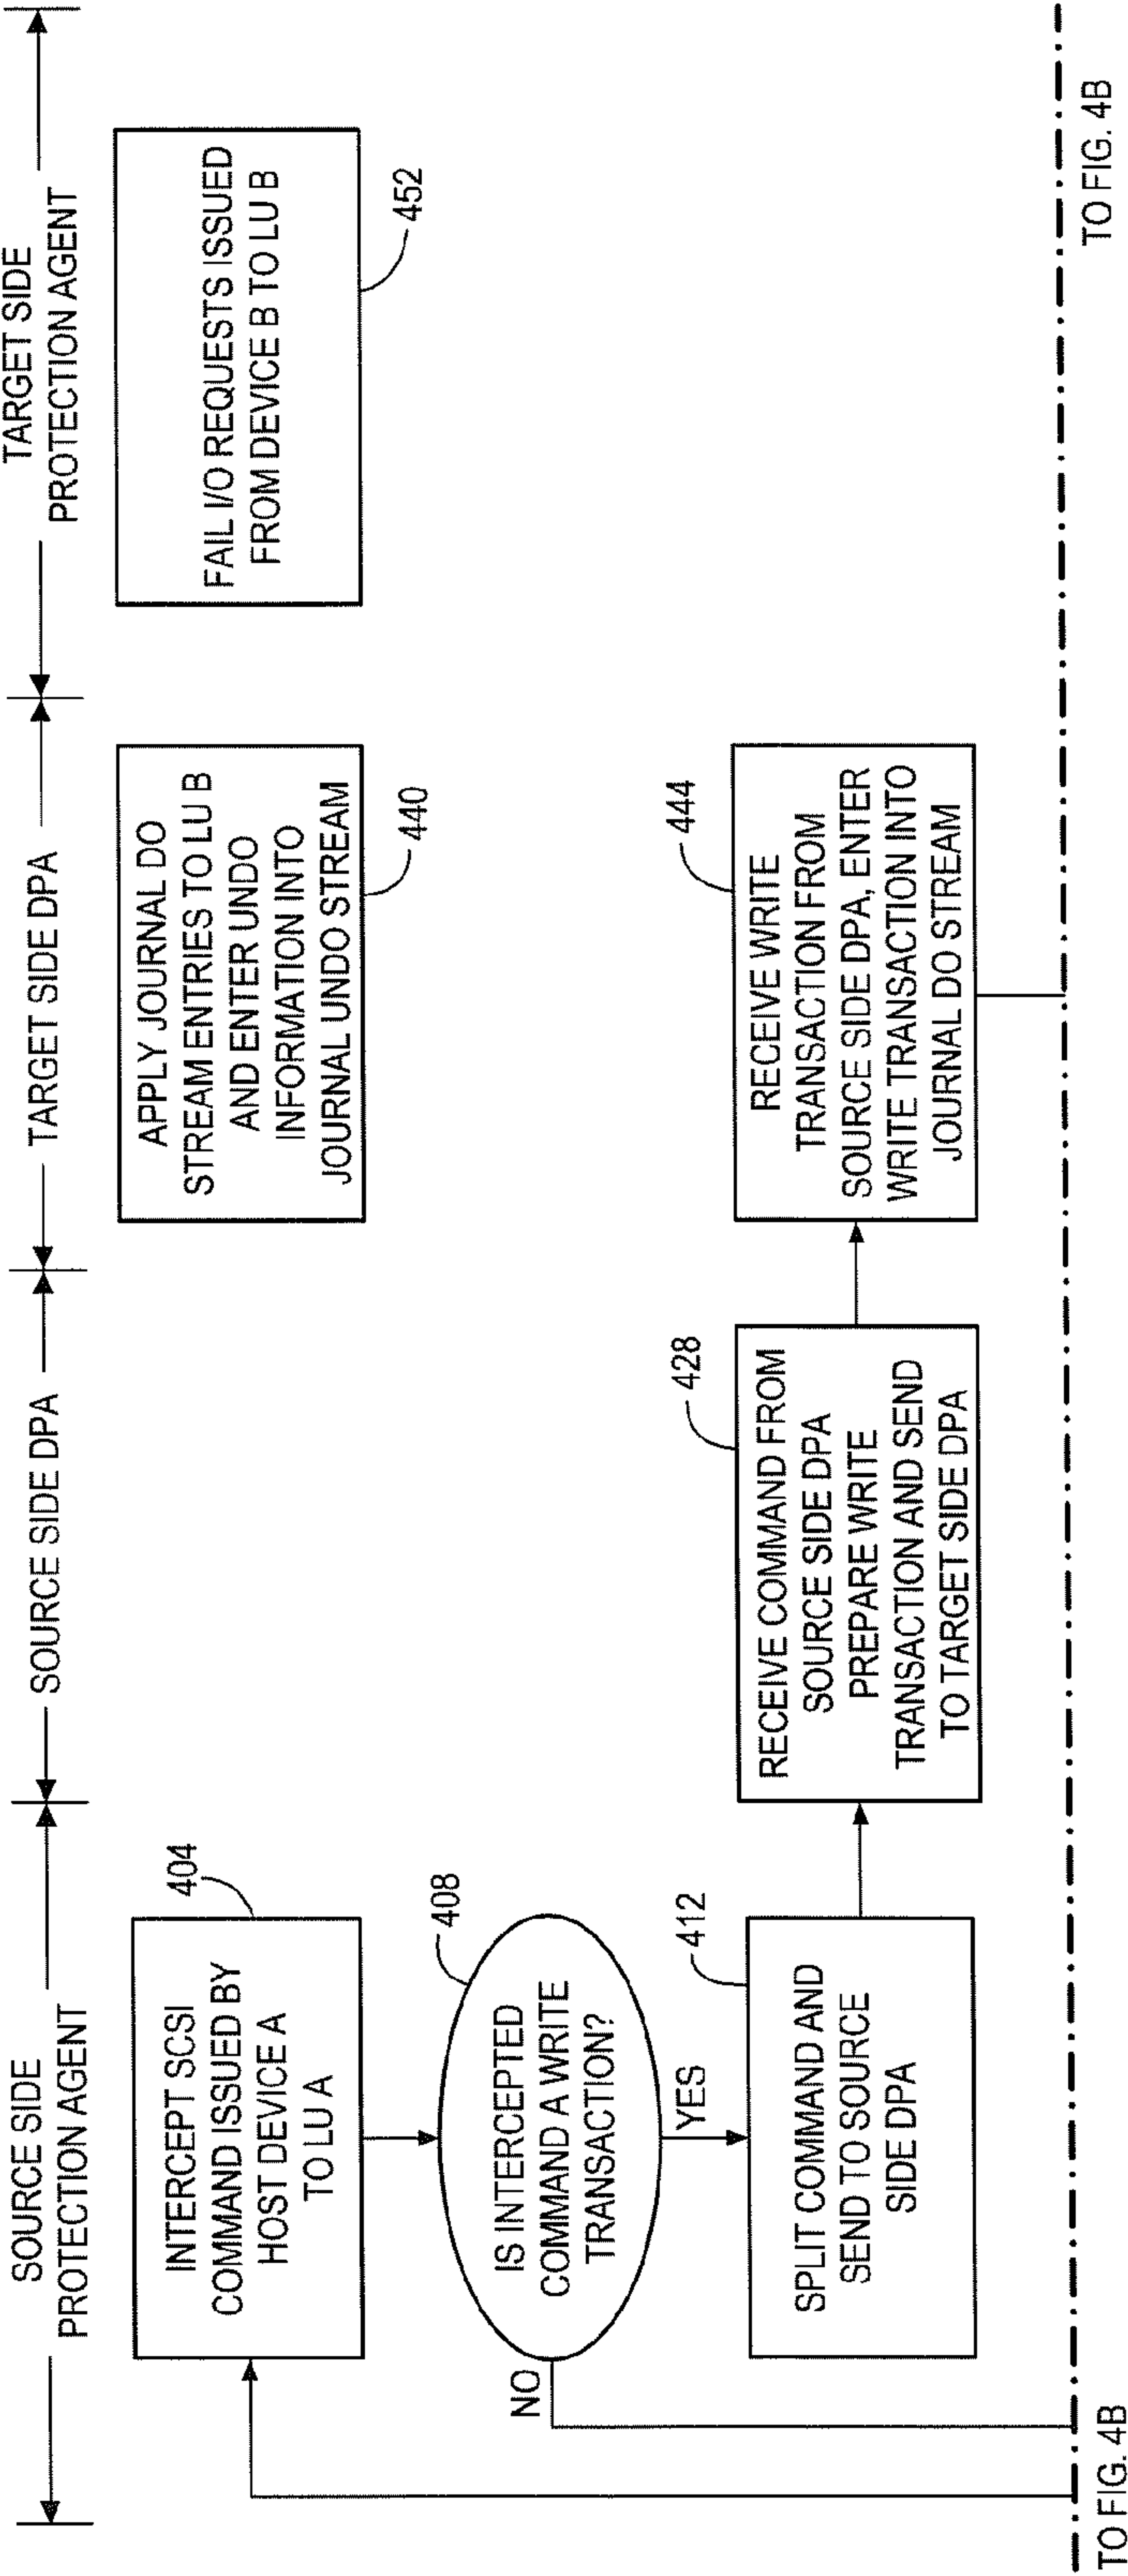 SOURCE SIDE
PROTECTION AGENT
SOURCE SIDE DPA
TARGET SIDE DPA
TARGET SIDE
PROTECTION AGENT
404
INTERCEPT SCSI
COMMAND ISSUED BY
HOST DEVICE A
TO LU A
APPLY JOURNAL DO
STREAM ENTRIES TO LU B
AND ENTER UNDO
INFORMATION INTO
JOURNAL UNDO STREAM
440
FAIL I/O REQUESTS ISSUED
FROM DEVICE B TO LU B
452
408
IS INTERCEPTED
COMMAND A WRITE
TRANSACTION?
NO
YES
412
SPLIT COMMAND AND
SEND TO SOURCE
SIDE DPA
428
RECEIVE COMMAND FROM
SOURCE SIDE DPA
PREPARE WRITE
TRANSACTION AND SEND
TO TARGET SIDE DPA
444
RECEIVE WRITE
TRANSACTION FROM
SOURCE SIDE DPA, ENTER
WRITE TRANSACTION INTO
JOURNAL DO STREAM
TO FIG. 4B
TO FIG. 4B